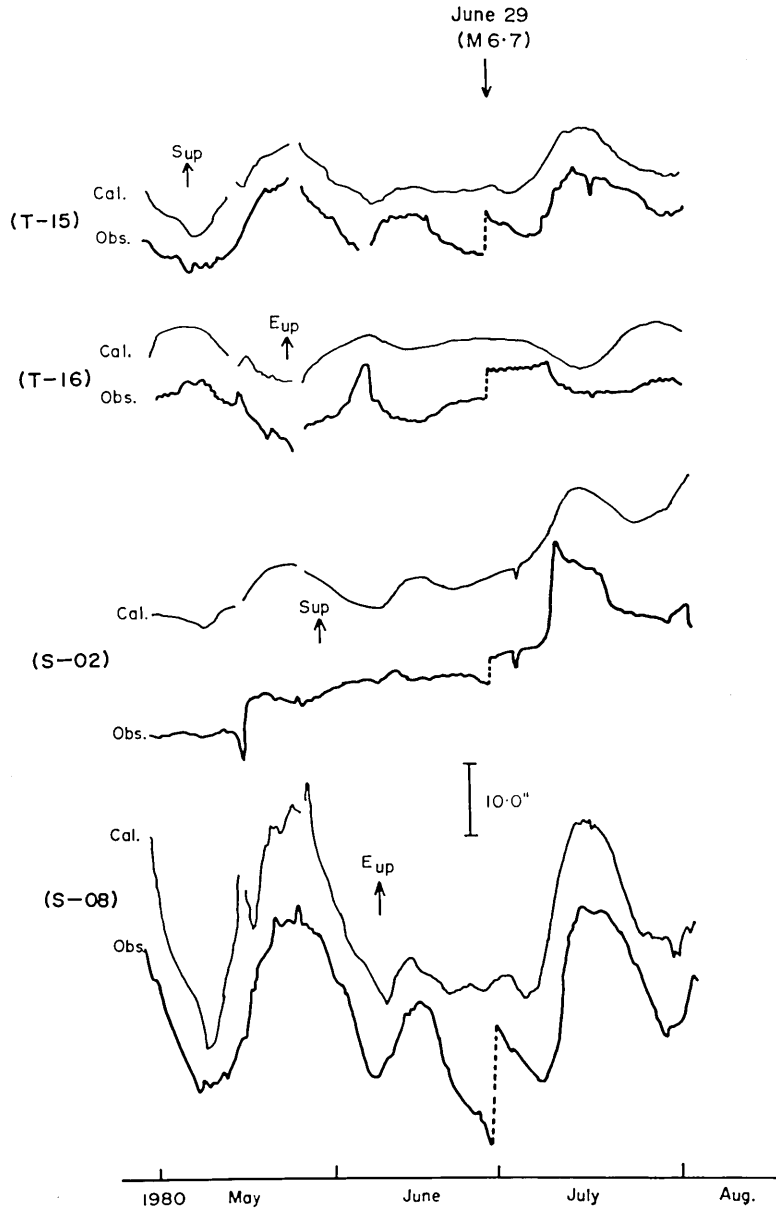 June 29
(M 6·7)
Sup
Cal.
(T-15)
Obs.
Eup
Cal.
(T-16)
Obs.
Cal.
Sup
(S-02)
Obs.
10·0"
Cal.
Eup
(S-08)
Obs.
1980 May June July Aug.